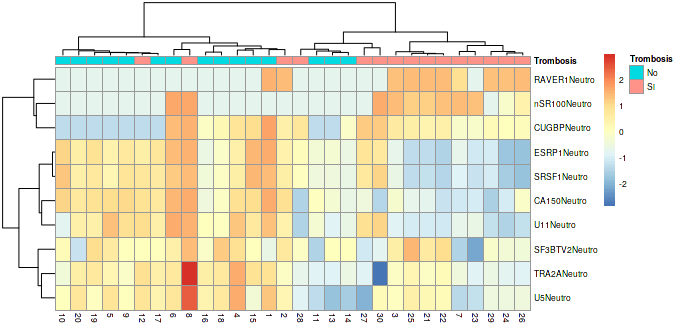 Trombosis
RAVER1Neutro
nSR100Neutro
CUGBPNeutro
ESRP1Neutro
SRSF1Neutro
CA150Neutro
U11Neutro
SF3BTV2Neutro
TRA2ANeutro
U5Neutro
10 20 19 5 9 12 17 6 8 16 18 4 15 1 2 28 11 13 14 27 30 3 25 21 22 7 23 29 24 26
2
1
0
-1
-2
Trombosis
No
SI